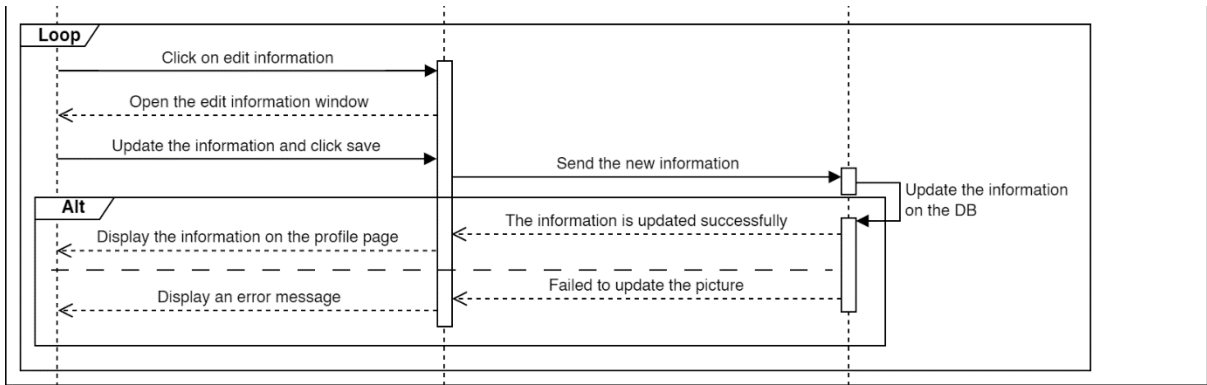 Loop
Click on edit information
Open the edit information window
Update the information and click save
Send the new information
Update the information
on the DB
Alt
The information is updated successfully
Display the information on the profile page
Failed to update the picture
Display an error message